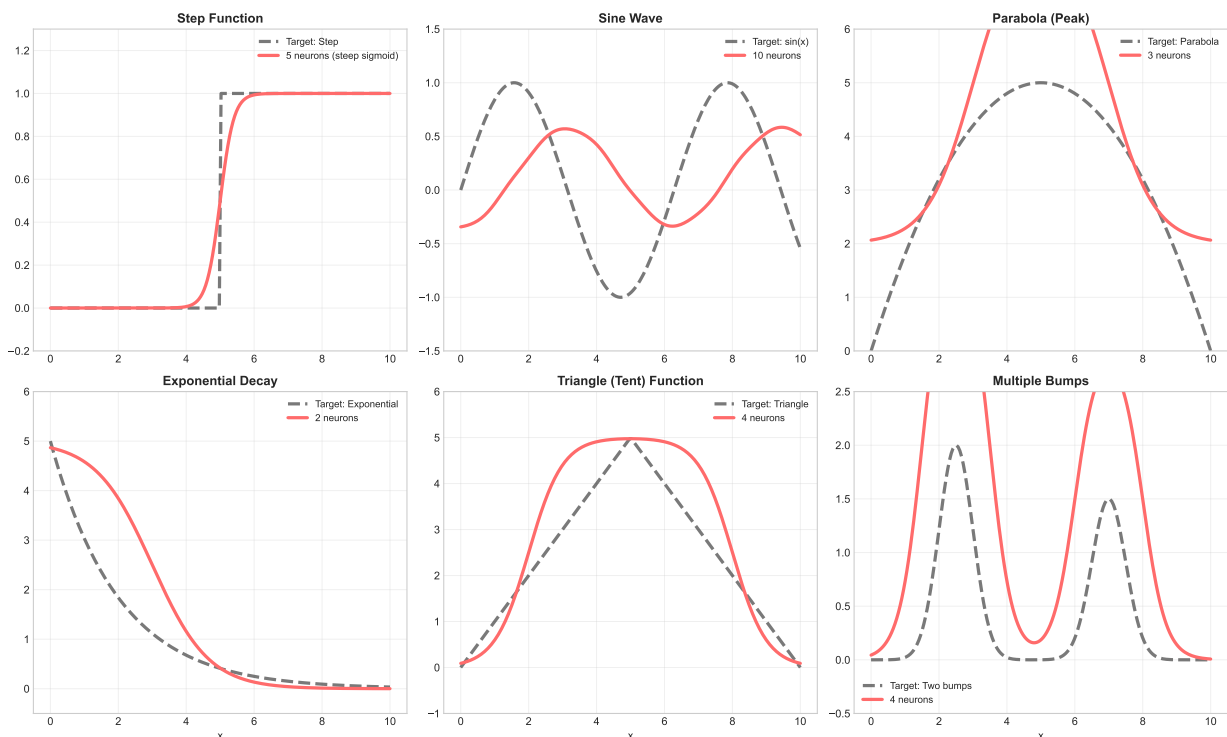 Step Function
Target: Step
5 neurons (steep sigmoid)
1.2
1.0
0.8
0.6
0.4
0.2
0.0
−0.2
0 2 4 6 8 10
Sine Wave
Target: sin(x)
10 neurons
1.5
1.0
0.5
0.0
−0.5
−1.0
−1.5
0 2 4 6 8 10
Parabola (Peak)
Target: Parabola
3 neurons
6
5
4
3
2
1
0
0 2 4 6 8 10
Exponential Decay
Target: Exponential
2 neurons
6
5
4
3
2
1
0
0 2 4 6 8 10
x
Triangle (Tent) Function
Target: Triangle
4 neurons
6
5
4
3
2
1
0
−1
0 2 4 6 8 10
x
Multiple Bumps
2.5
2.0
1.5
1.0
0.5
0.0
−0.5
Target: Two bumps
4 neurons
0 2 4 6 8 10
x